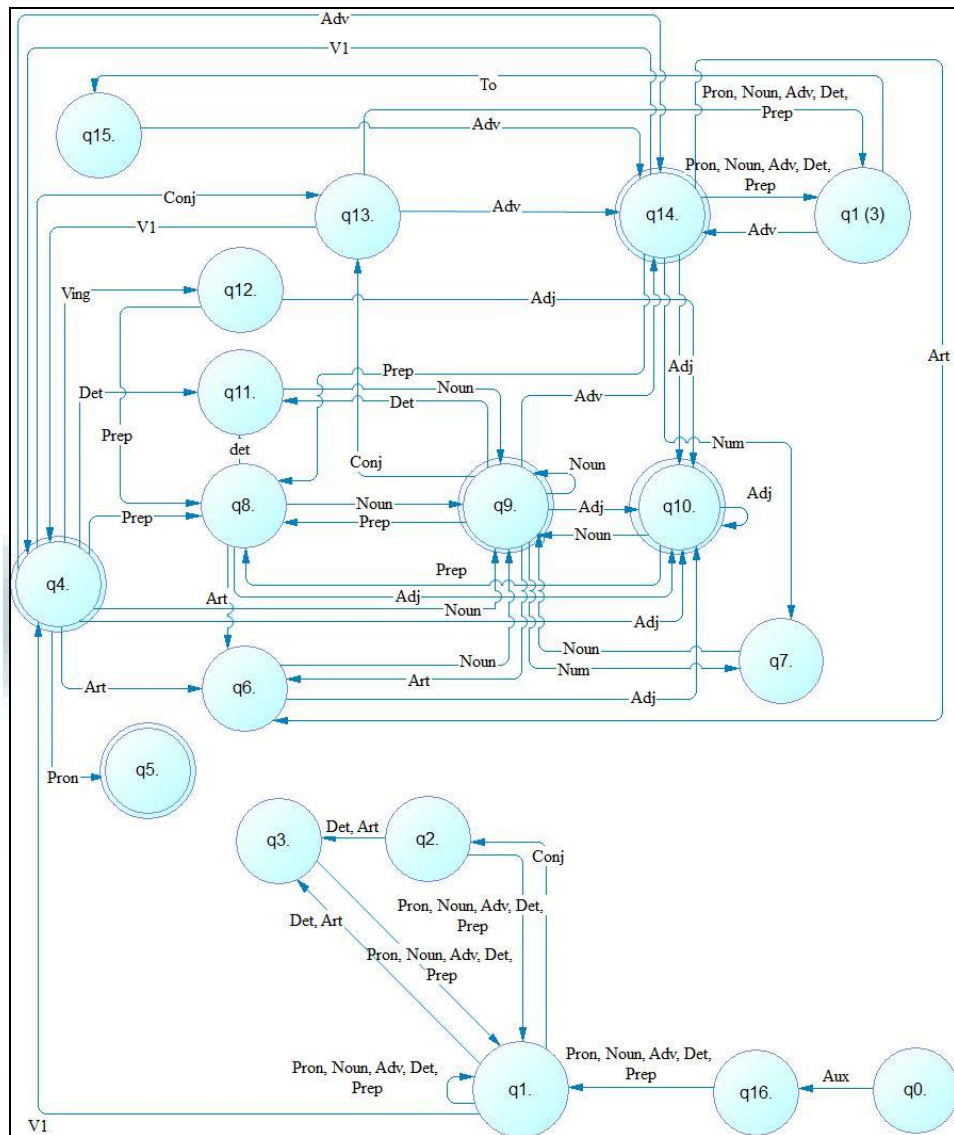 Adv
V1
To
Pron, Noun, Adv, Det,
Prep
q15.
Adv
Pron, Noun, Adv, Det,
Prep
Conj
q13.
Adv
q14.
q1 (3)
V1
Adv
Ving
q12.
Adj
Art
Prep
Adj
Det
q11.
Noun
Det
Adv
Prep
det
Conj
Num
Noun
q8.
Noun
q9.
Adj
q10.
Adj
Prep
Prep
Noun
Prep
q4.
Art
Adj
Noun
Adj
Noun
Noun
q7.
Art
q6.
Art
Num
Adj
Pron
q5.
q3.
Det, Art
q2.
Conj
Pron, Noun, Adv, Det,
Prep
Det, Art
Pron, Noun, Adv, Det,
Prep
Pron, Noun, Adv, Det,
Prep
Pron, Noun, Adv, Det,
Prep
q1.
q16.
Aux
q0.
V1